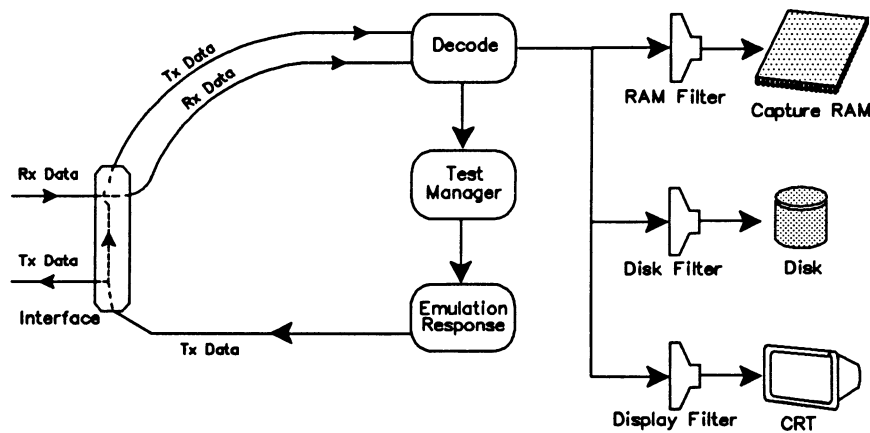 Decode
Tx Data
Rx Data
RAM Filter
Capture RAM
Rx Data
Test
Manager
Tx Data
Disk Filter
Disk
Interface
Emulation
Response
Tx Data
Display Filter
CRT